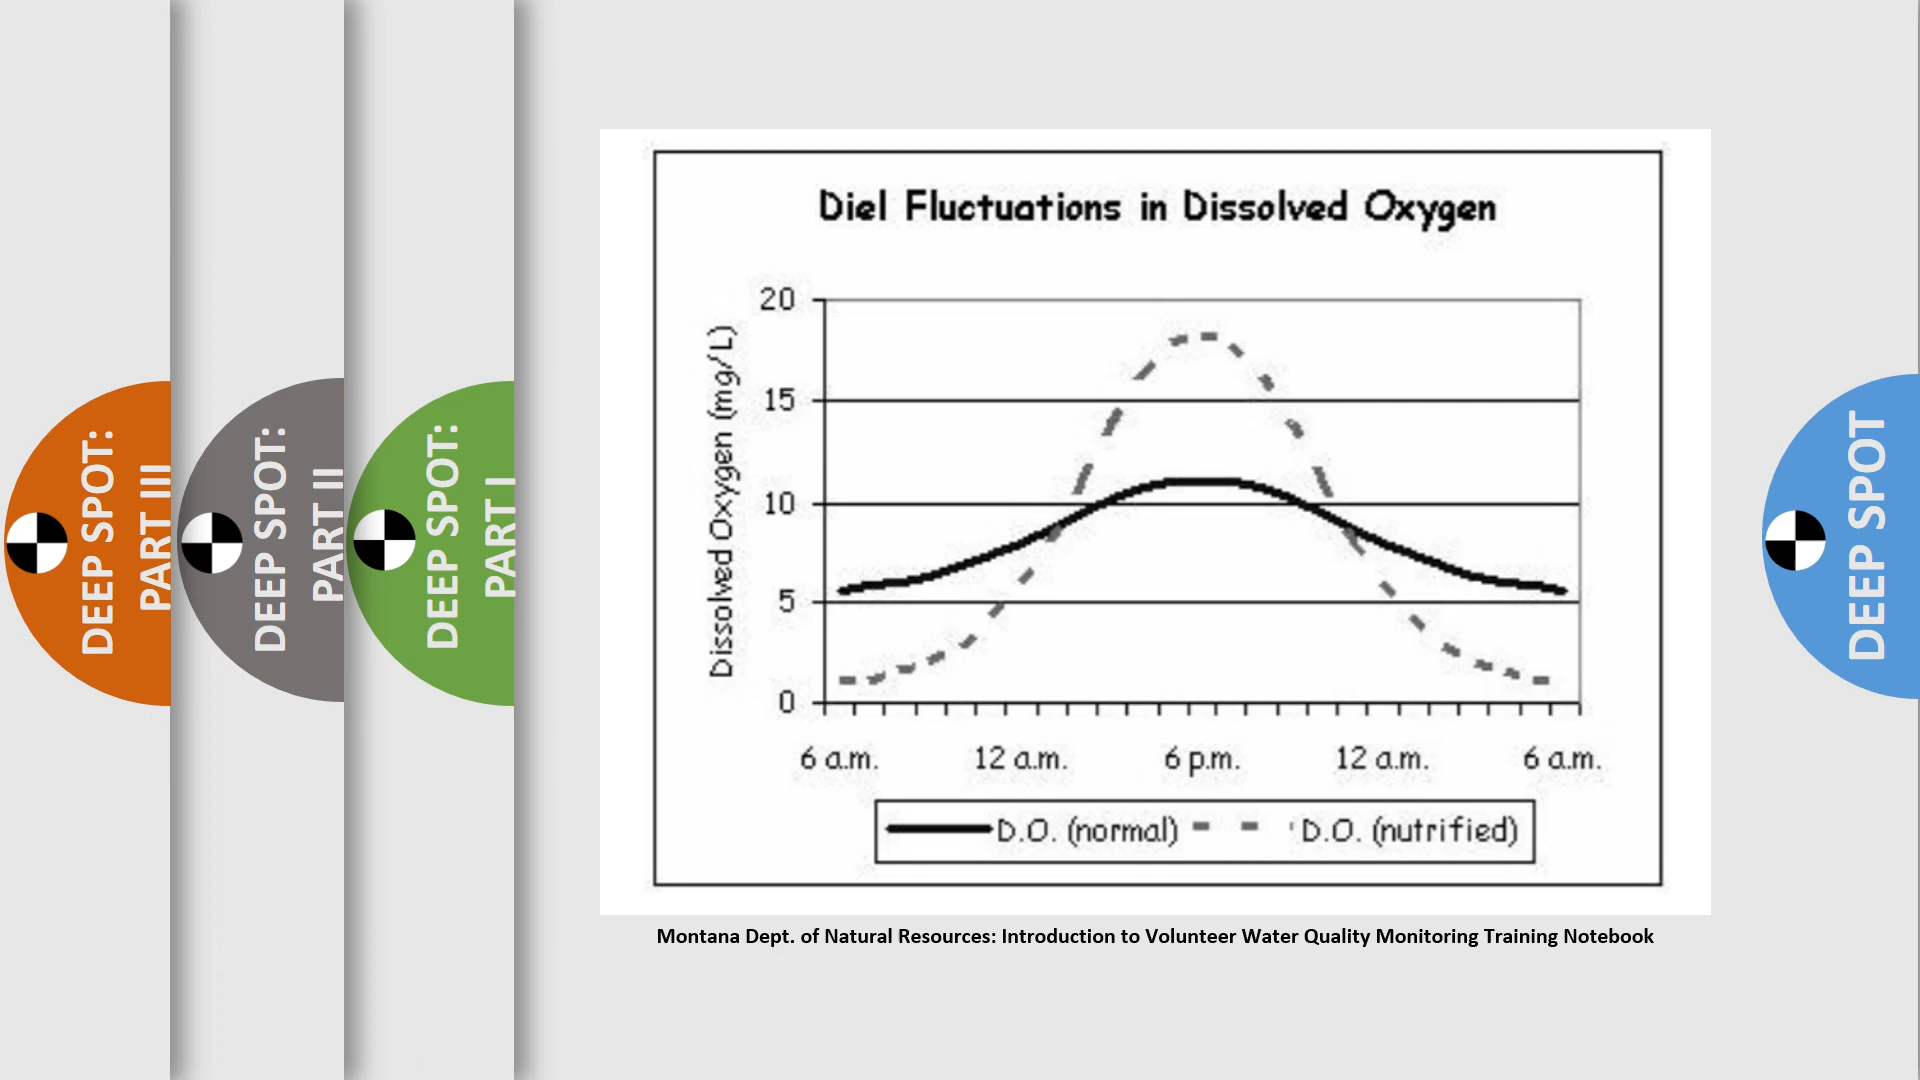 DEEP SPOT:
PART III
DEEP SPOT:
PART II
DEEP SPOT:
PART I
Diel Fluctuations in Dissolved Oxygen
Dissolved Oxygen (mg/L)
20
15
10
5
0
6 a.m. 12 a.m. 6 p.m. 12 a.m. 6 a.m.
D.O. (normal) D.O. (nutrified)
Montana Dept. of Natural Resources: Introduction to Volunteer Water Quality Monitoring Training Notebook
DEEP SPOT